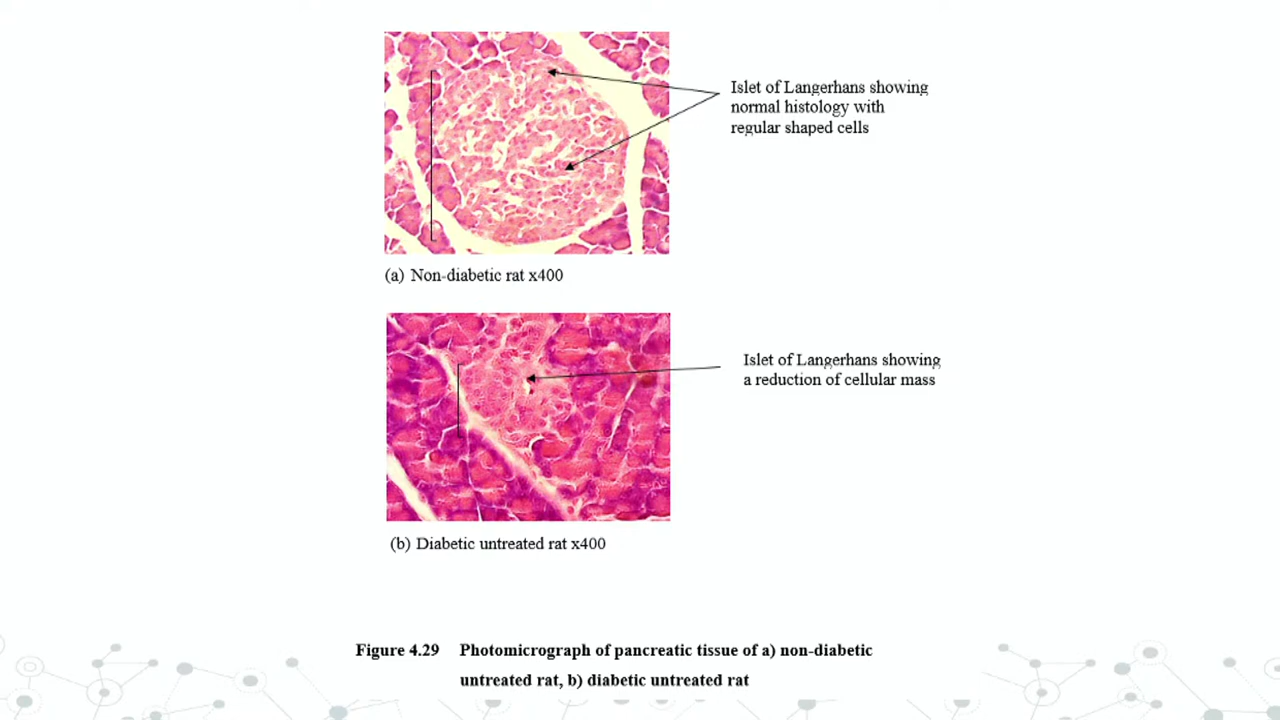 Islet of Langerhans showing
normal histology with
regular shaped cells
(a) Non-diabetic rat x400
Islet of Langerhans showing
a reduction of cellular mass
(b) Diabetic untreated rat x400
Figure 4.29 Photomicrograph of pancreatic tissue of a) non-diabetic
untreated rat, b) diabetic untreated rat